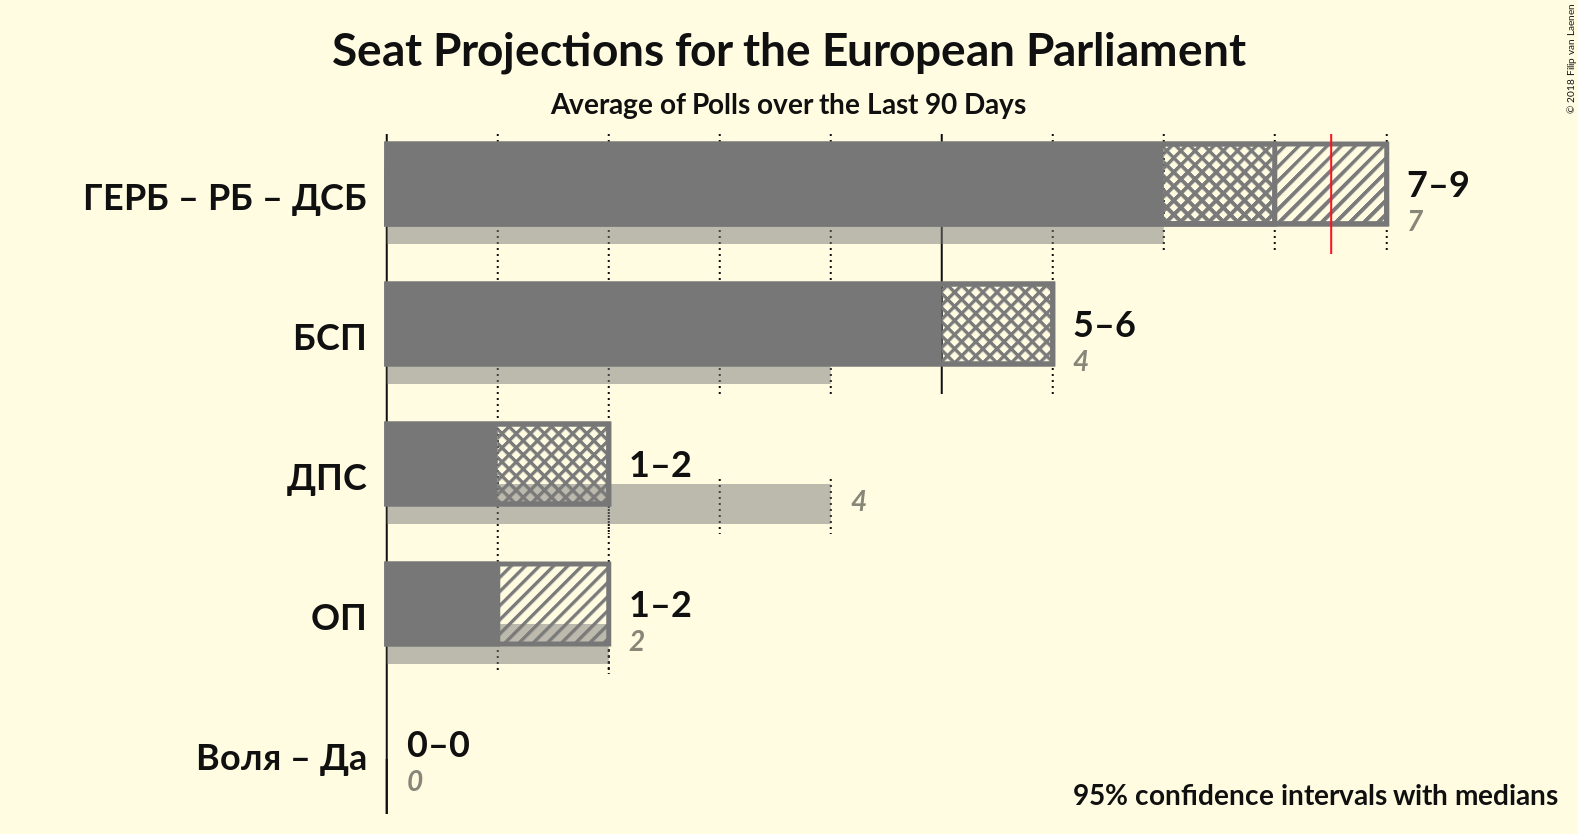 Seat Projections for the European Parliament
Average of Polls over the Last 90 Days
© 2018 Filip van Laenen
ГЕРБ – РБ – ДСБ
7–9
7
БСП
5–6
4
ДПС
1–2
4
ОП
1–2
2
Воля – Да
0–0
0
95% confidence intervals with medians